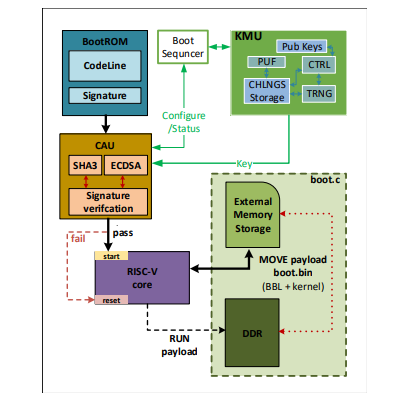 BootROM
CodeLine
Signature
Boot
Sequncer
KMU
Pub Keys
PUF
CTRL
CHLNGS
Storage
TRNG
Configure
/Status
Key
CAU
SHA3
ECDSA
Signature
verifcation
fail
pass
start
RISC-V
core
reset
boot.c
External
Memory
Storage
MOVE payload
boot.bin
(BBL + kernel)
RUN
payload
DDR